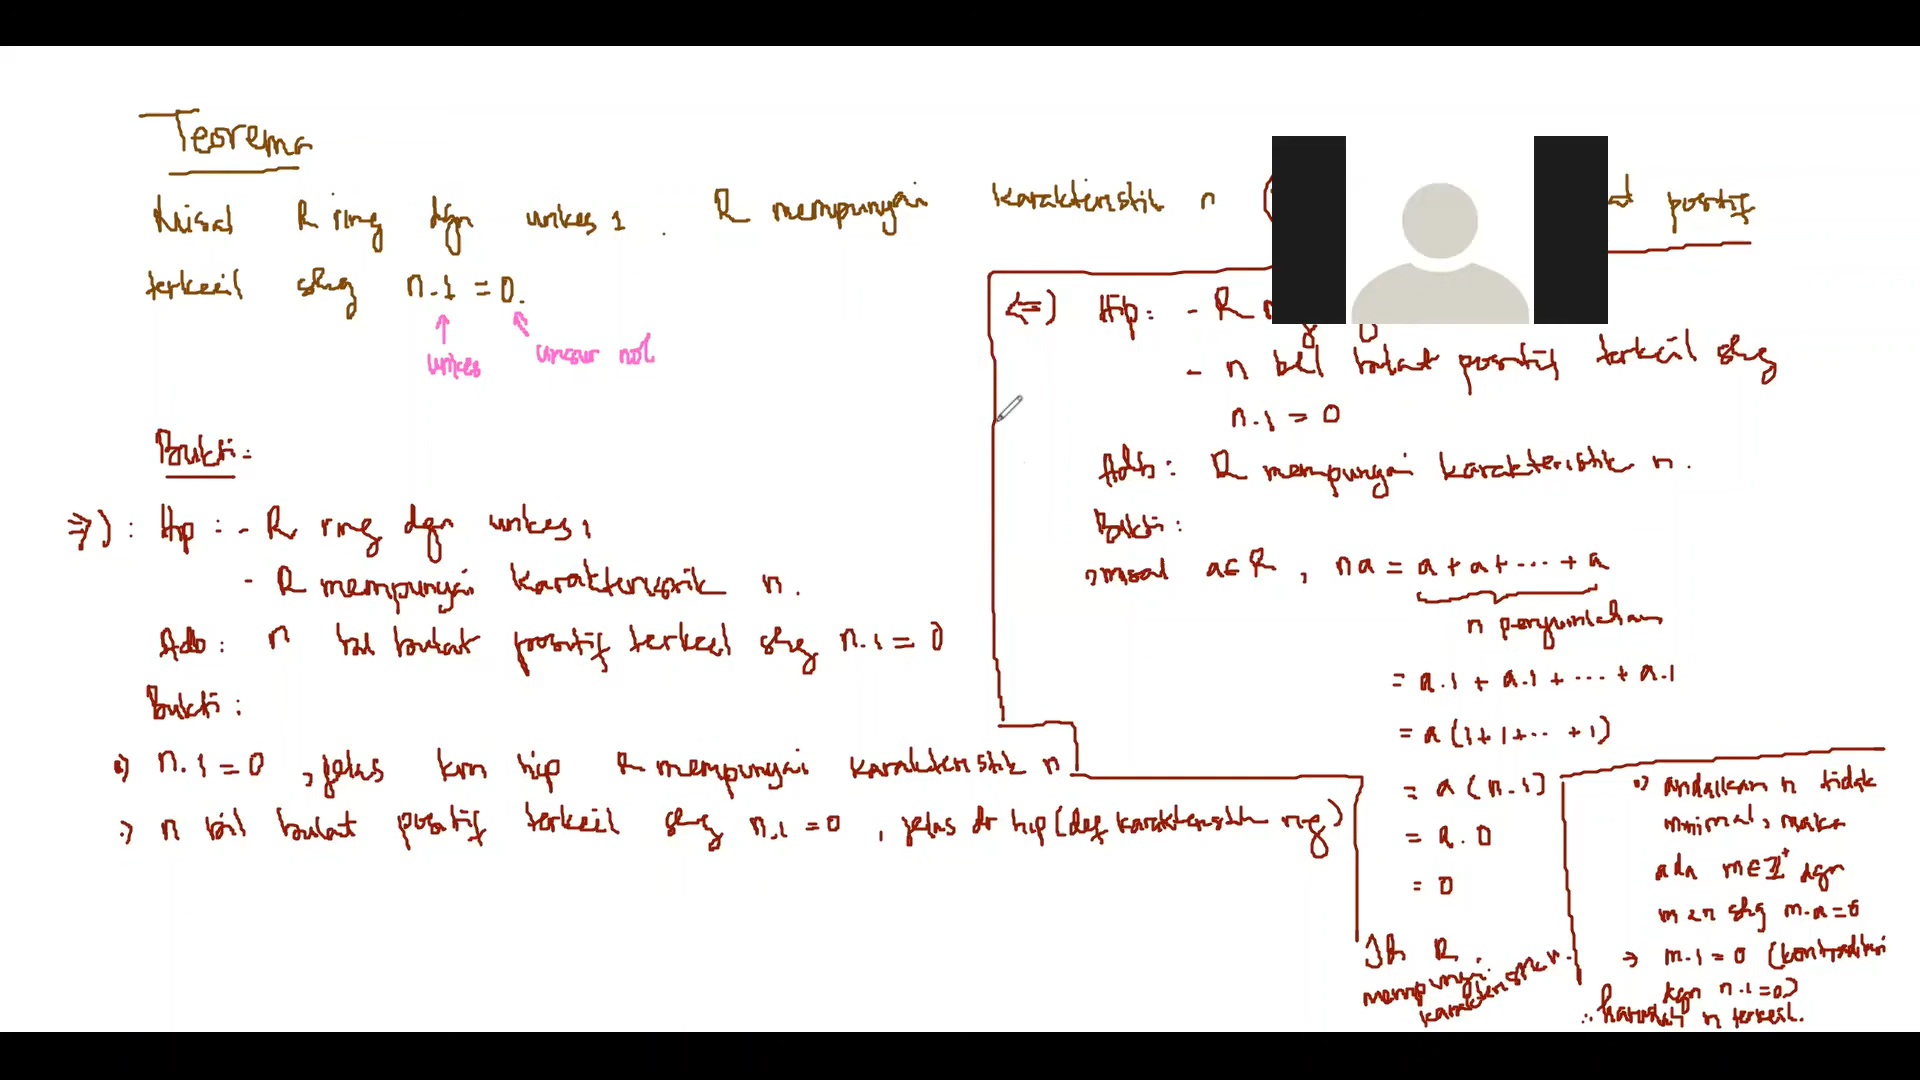 Teorema
Misal R ring dgn unkes 1. R mempunyai karakteristik n positif
terkecil shg n.1 = 0.
unkes
unsur nol
Bukti:
⇒): Hip: - R ring dgn unkes 1
- R mempunyai karakteristik n.
Adb: n bil bulat positif terkecil shg n.1 = 0
Bukti:
•) n.1 = 0, jelas krn hip R mempunyai karakteristik n
•) n bil bulat positif terkecil shg n.1 = 0, jelas dr hip (def karakteristik ring)
⇐) Hip: - R
- n bil bulat positif terkecil shg
n.1 = 0
Adb: R mempunyai karakteristik n.
Bukti:
•) misal a ∈ R, na = a + a + ... + a
n penjumlahan
= a.1 + a.1 + ... + a.1
= a (1 + 1 + ... + 1)
= a (n.1)
= a . 0
= 0
Jh R
mempunyai
karakteristik n.
•) andaikan n tidak
minimal, maka
ada m ∈ Z⁺ dgn
m < n shg m.a = 0
⇒ m.1 = 0 (kontradiksi
dgn n.1 = 0)
∴ haruslah n terkecil.